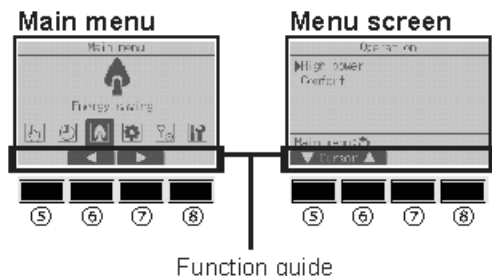 Main menu
Main menu
Energy saving
5 6 7 8
Menu screen
Operation
▶High power
Comfort
Main menu:
▼ Cursor ▲
5 6 7 8
Function guide